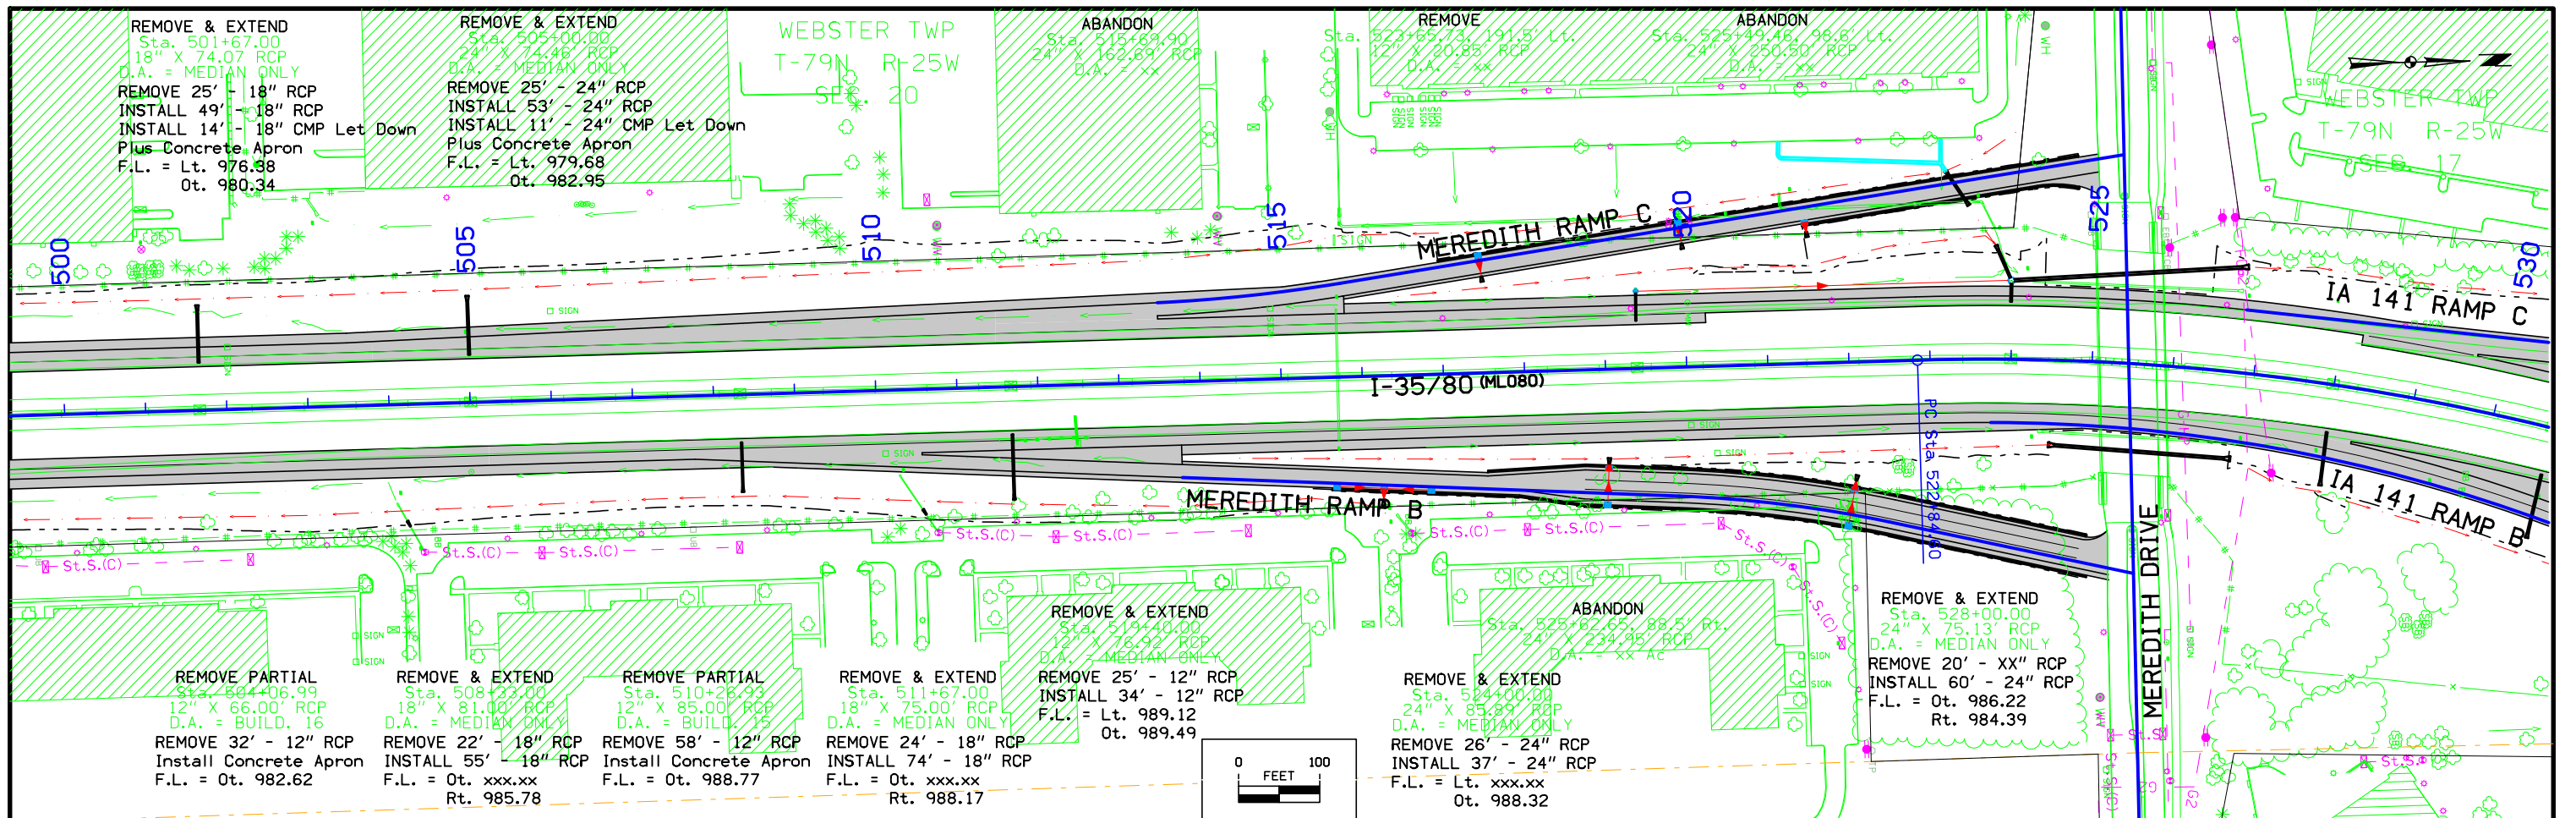 REMOVE & EXTEND
Sta. 501+67.00
18" X 74.07 RCP
D.A. = MEDIAN ONLY
REMOVE 25' - 18" RCP
INSTALL 49' - 18" RCP
INSTALL 14' - 18" CMP Let Down
Plus Concrete Apron
F.L. = Lt. 976.38
Ot. 980.34
REMOVE & EXTEND
Sta. 505+00.00
24" X 74.46' RCP
D.A. = MEDIAN ONLY
REMOVE 25' - 24" RCP
INSTALL 53' - 24" RCP
INSTALL 11' - 24" CMP Let Down
Plus Concrete Apron
F.L. = Lt. 979.68
Ot. 982.95
WEBSTER TWP
T-79N R-25W
SEC. 20
ABANDON
Sta. 515+69.90
24" X 162.69' RCP
D.A. = xx
REMOVE
Sta. 523+65.73, 191.5' Lt.
12" X 20.85' RCP
D.A. = xx
ABANDON
Sta. 525+49.46, 98.6' Lt.
24" X 250.50' RCP
D.A. = xx
WEBSTER TWP
T-79N R-25W
SEC. 17
500
505
510
515
520
525
530
MEREDITH RAMP C
IA 141 RAMP C
I-35/80 (ML080)
PC Sta 522+84.60
MEREDITH RAMP B
IA 141 RAMP B
MEREDITH DRIVE
SIGN
SIGN
SIGN
SIGN
SIGN
SIGN
St.S.(C)
St.S.(C)
St.S.(C)
St.S.(C)
St.S.(C)
St.S.(C)
St.S.(C)
St.S.(C)
St.S.(C)
REMOVE PARTIAL
Sta. 504+06.99
12" X 66.00' RCP
D.A. = BUILD. 16
REMOVE 32' - 12" RCP
Install Concrete Apron
F.L. = Ot. 982.62
REMOVE & EXTEND
Sta. 508+33.00
18" X 81.00' RCP
D.A. = MEDIAN ONLY
REMOVE 22' - 18" RCP
INSTALL 55' - 18" RCP
F.L. = Ot. xxx.xx
Rt. 985.78
REMOVE PARTIAL
Sta. 510+26.93
12" X 85.00' RCP
D.A. = BUILD. 15
REMOVE 58' - 12" RCP
Install Concrete Apron
F.L. = Ot. 988.77
REMOVE & EXTEND
Sta. 511+67.00
18" X 75.00' RCP
D.A. = MEDIAN ONLY
REMOVE 24' - 18" RCP
INSTALL 74' - 18" RCP
F.L. = Ot. xxx.xx
Rt. 988.17
REMOVE & EXTEND
Sta. 519+40.00
12" X 76.92' RCP
D.A. = MEDIAN ONLY
REMOVE 25' - 12" RCP
INSTALL 34' - 12" RCP
F.L. = Lt. 989.12
Ot. 989.49
0 100
FEET
REMOVE & EXTEND
Sta. 524+00.00
24" X 85.89' RCP
D.A. = MEDIAN ONLY
REMOVE 26' - 24" RCP
INSTALL 37' - 24" RCP
F.L. = Lt. xxx.xx
Ot. 988.32
ABANDON
Sta. 525+62.65, 88.5' Rt.
24" X 234.95' RCP
D.A. = xx Ac
REMOVE & EXTEND
Sta. 528+00.00
24" X 75.13' RCP
D.A. = MEDIAN ONLY
REMOVE 20' - XX" RCP
INSTALL 60' - 24" RCP
F.L. = Ot. 986.22
Rt. 984.39